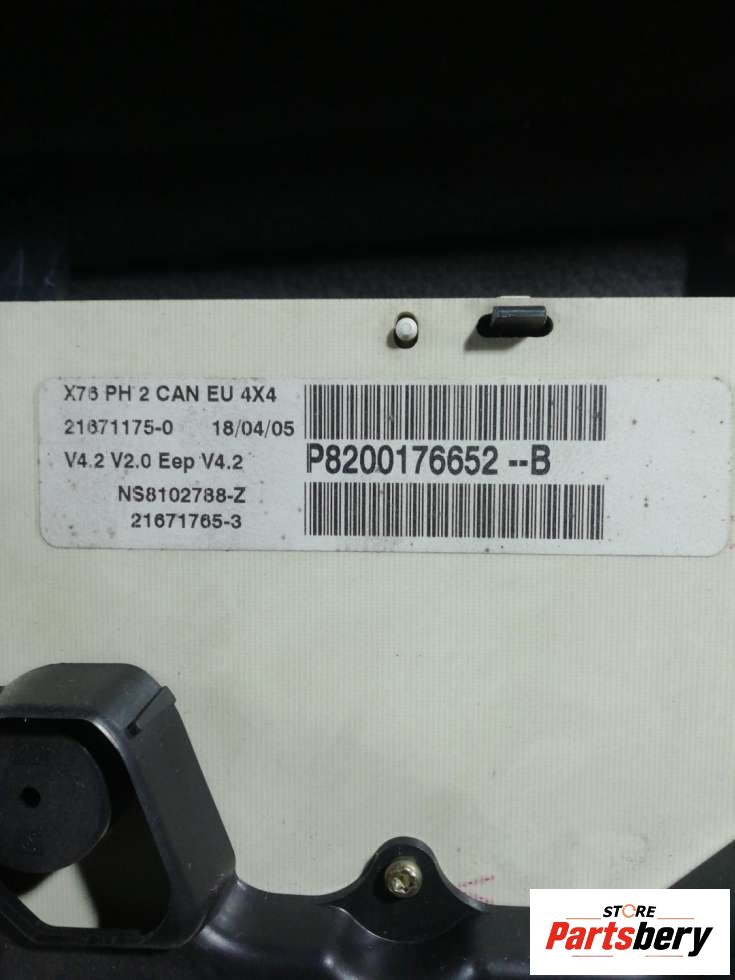 X76 PH 2 CAN EU 4X4
21671175-0 18/04/05
V4.2 V2.0 Eep V4.2
P8200176652 --B
NS8102788-Z
21671765-3
STORE
Partsbery